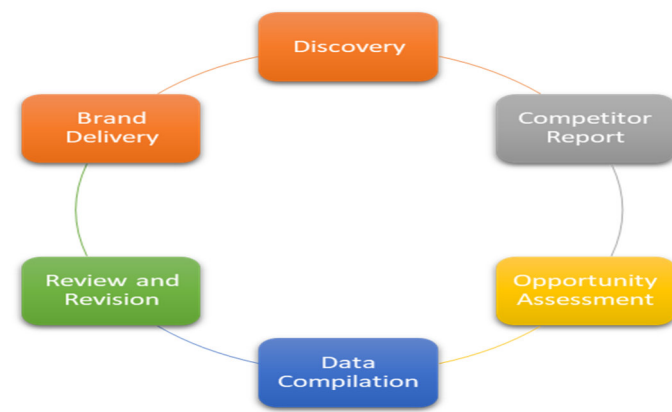 Discovery
Competitor
Report
Opportunity
Assessment
Data
Compilation
Review and
Revision
Brand
Delivery